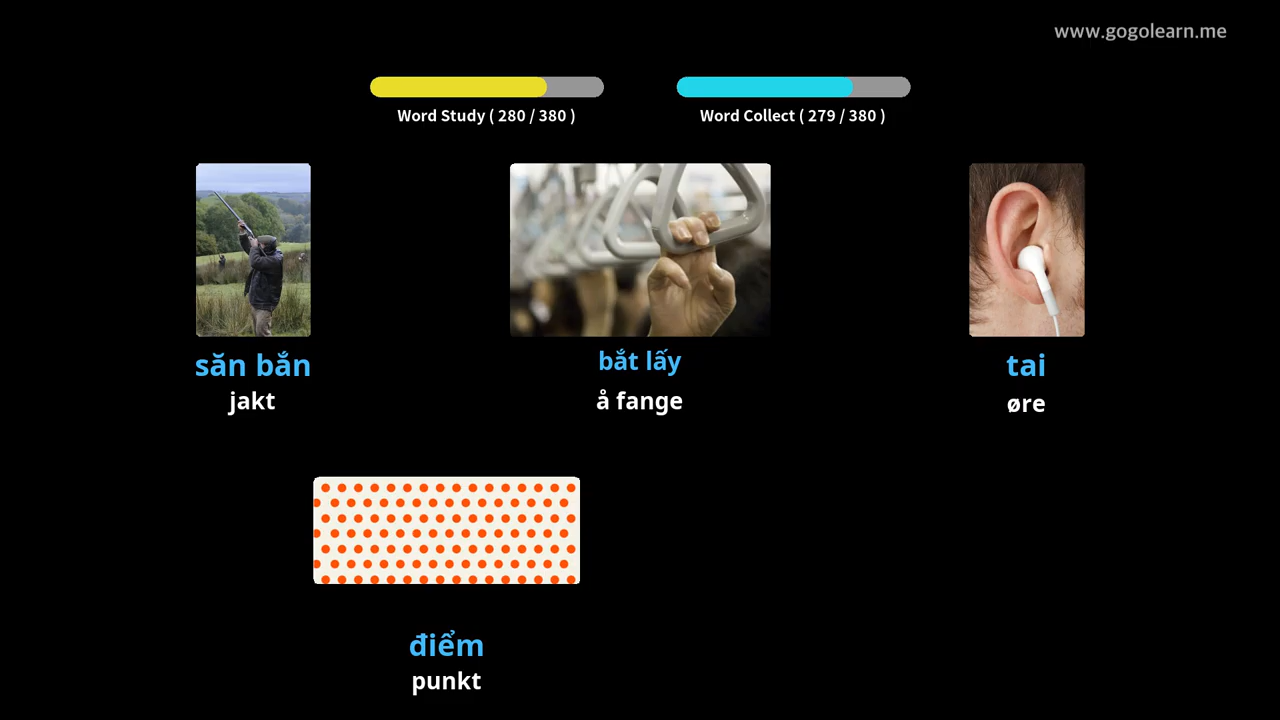 www.gogolearn.me
Word Study ( 280 / 380 )
Word Collect ( 279 / 380 )
săn bắn
jakt
bắt lấy
å fange
tai
øre
điểm
punkt